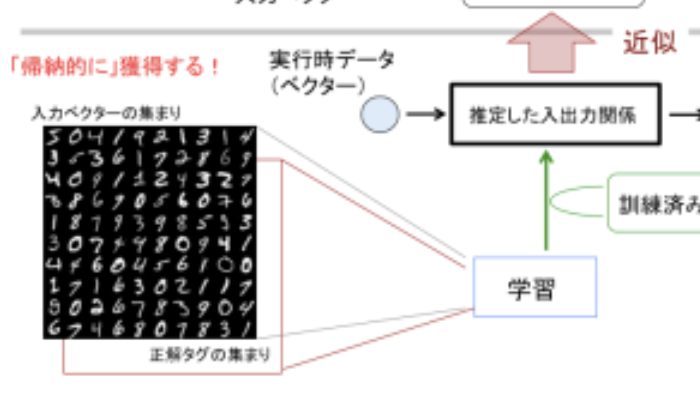 近似
「帰納的に」獲得する！
実行時データ
（ベクター）
推定した入出力関係
入力ベクターの集まり
5 0 4 1 9 2 1 3 1 4
3 5 3 6 1 7 2 8 6 9
4 0 9 1 1 2 4 3 2 7
3 8 6 9 0 5 6 0 7 6
1 8 7 9 3 9 8 5 3 3
3 0 7 4 9 8 0 9 4 1
4 4 6 0 4 5 6 1 0 0
1 7 1 6 3 0 2 1 1 7
9 0 2 6 7 8 3 9 0 4
6 7 4 6 8 0 7 8 3 1
訓練済み
学習
正解タグの集まり